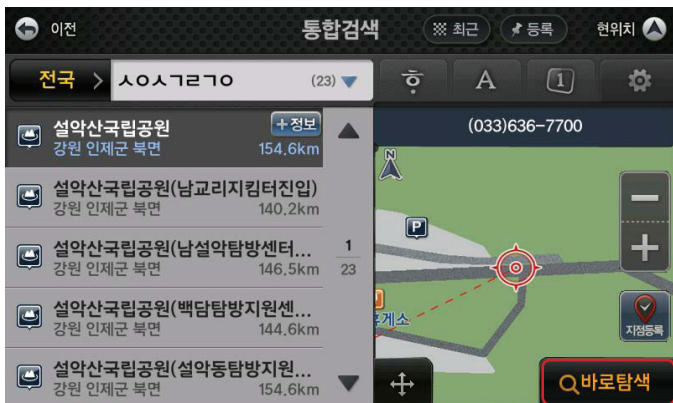 이전
통합검색
최근
등록
현위치
전국 > ㅅㅇㅅㄱㄹㄱㅇ (23)
ㅎ
A
1
설악산국립공원 +정보
강원 인제군 북면 154.6km
설악산국립공원(남교리지킴터진입)
강원 인제군 북면 140.2km
설악산국립공원(남설악탐방센터...
강원 인제군 북면 146.5km
설악산국립공원(백담탐방지원센...
강원 인제군 북면 144.6km
설악산국립공원(설악동탐방지원...
강원 인제군 북면 154.6km
1
23
(033)636-7700
N
P
게소
지점등록
바로탐색